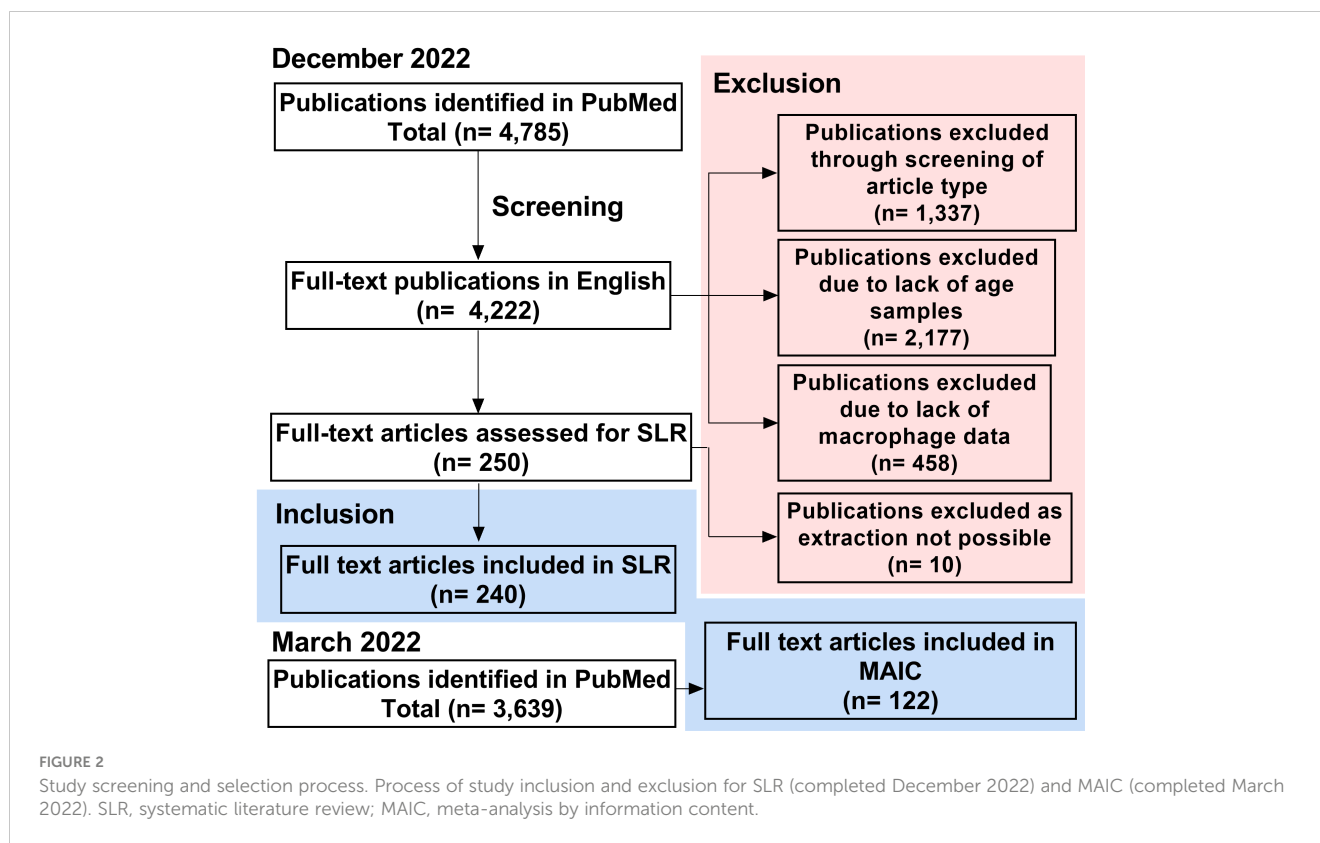 December 2022
Publications identified in PubMed
Total (n= 4,785)
Screening
Full-text publications in English
(n=  4,222)
Full-text articles assessed for SLR
(n= 250)
Inclusion
Full text articles included in SLR
(n= 240)
March 2022
Publications identified in PubMed
Total (n= 3,639)
Exclusion
Publications excluded
through screening of
article type
(n= 1,337)
Publications excluded
due to lack of age
samples
(n= 2,177)
Publications excluded
due to lack of
macrophage data
(n= 458)
Publications excluded as
extraction not possible
(n= 10)
Full text articles included in
MAIC
(n= 122)
FIGURE 2
Study screening and selection process. Process of study inclusion and exclusion for SLR (completed December 2022) and MAIC (completed March
2022). SLR, systematic literature review; MAIC, meta-analysis by information content.